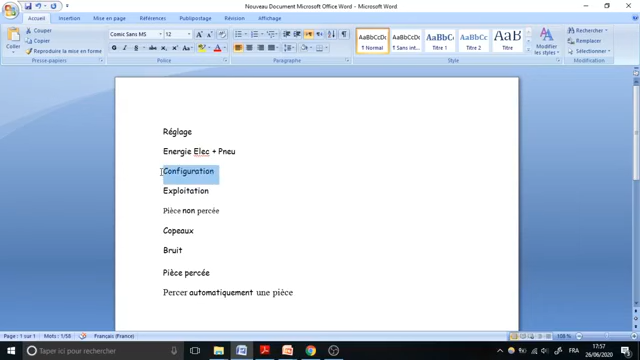 Nouveau Document Microsoft Office Word - Microsoft Word
Accueil Insertion Mise en page Références Publipostage Révision Affichage
Coller
Couper
Copier
Reproduire la mise en forme
Presse-papiers
Comic Sans MS 12
Police
Paragraphe
AaBbCcDc AaBbCcDc AaBbC AaBbCc AaB
¶ Normal ¶ Sans int... Titre 1 Titre 2 Titre
Style
Modifier les styles
Rechercher
Remplacer
Sélectionner
Modification
Réglage
Energie Elec + Pneu
Configuration
Exploitation
Pièce non percée
Copeaux
Bruit
Pièce percée
Percer automatiquement une pièce
Page : 1 sur 1 Mots : 1/58 Français (France)
Taper ici pour rechercher
FRA
17:57
26/06/2020